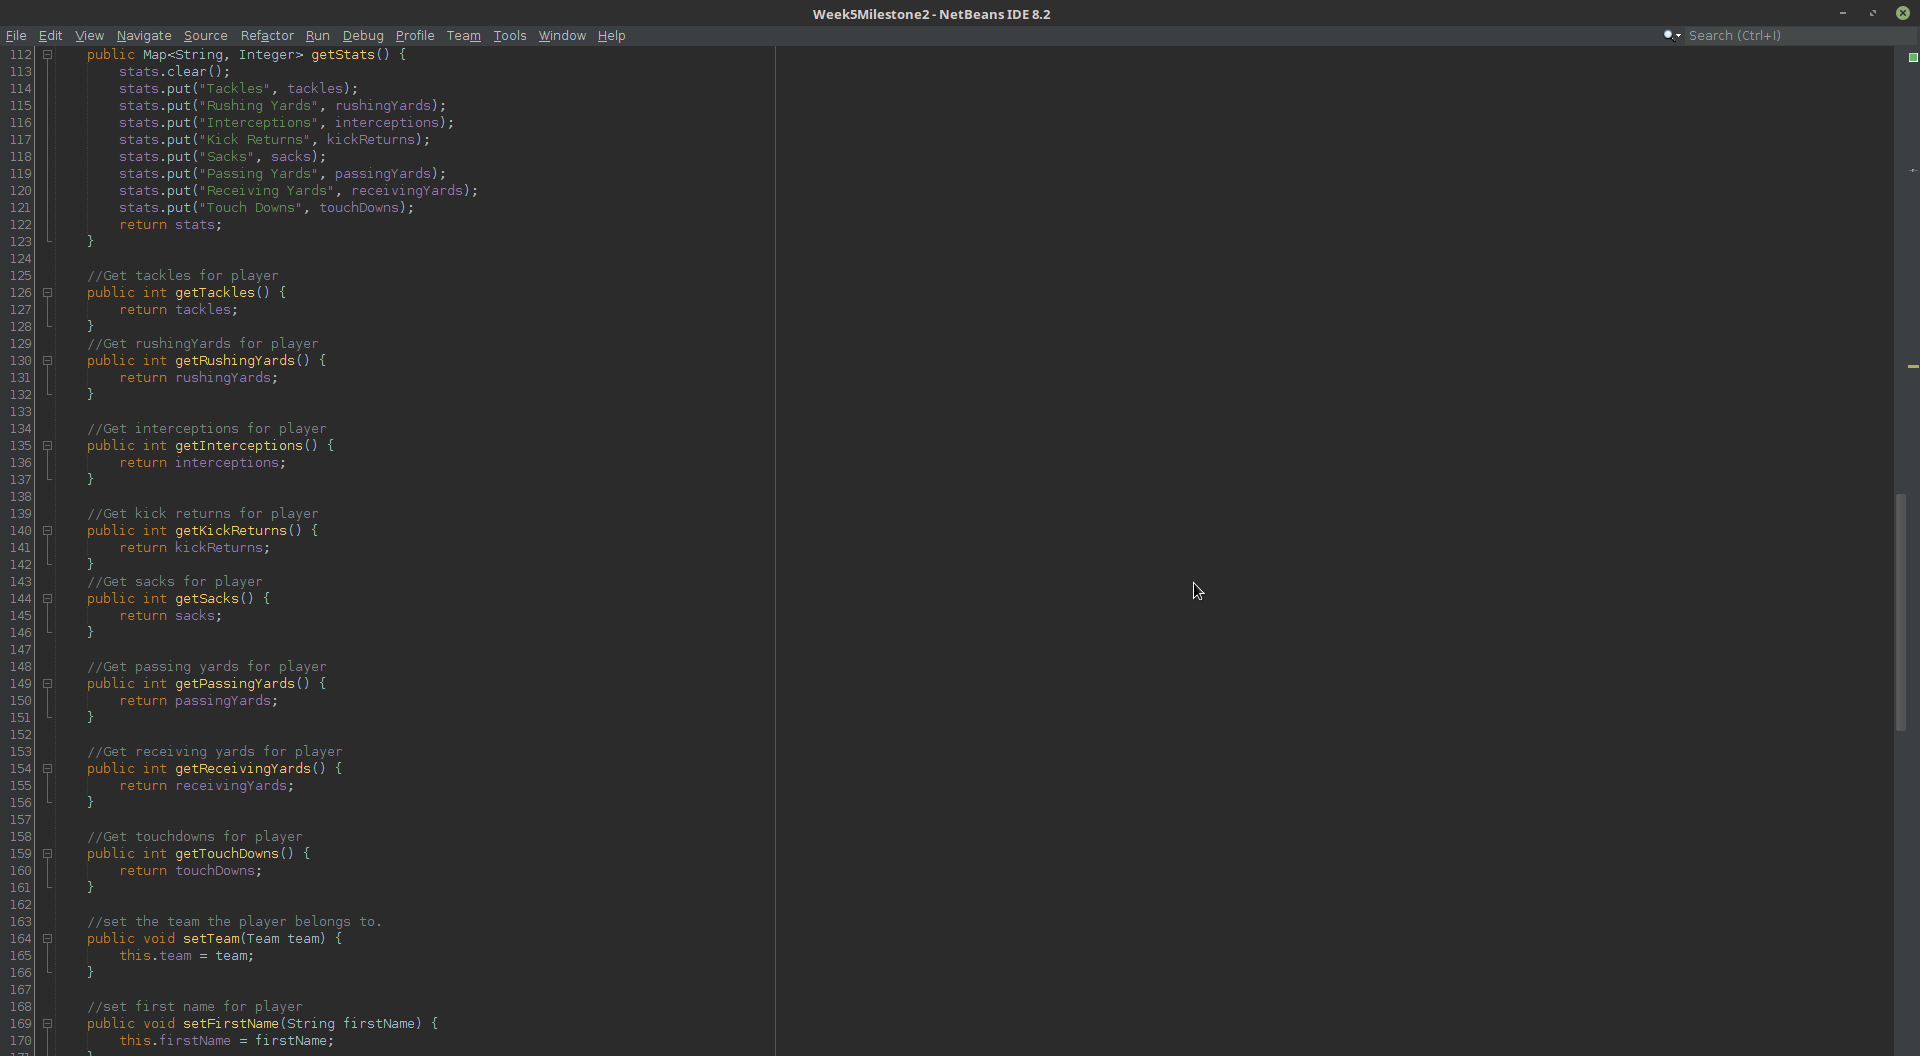 Week5Milestone2 - NetBeans IDE 8.2
File Edit View Navigate Source Refactor Run Debug Profile Team Tools Window Help Search (Ctrl+I)
112 public Map<String, Integer> getStats() {
113 stats.clear();
114 stats.put("Tackles", tackles);
115 stats.put("Rushing Yards", rushingYards);
116 stats.put("Interceptions", interceptions);
117 stats.put("Kick Returns", kickReturns);
118 stats.put("Sacks", sacks);
119 stats.put("Passing Yards", passingYards);
120 stats.put("Receiving Yards", receivingYards);
121 stats.put("Touch Downs", touchDowns);
122 return stats;
123 }
124
125 //Get tackles for player
126 public int getTackles() {
127 return tackles;
128 }
129 //Get rushingYards for player
130 public int getRushingYards() {
131 return rushingYards;
132 }
133
134 //Get interceptions for player
135 public int getInterceptions() {
136 return interceptions;
137 }
138
139 //Get kick returns for player
140 public int getKickReturns() {
141 return kickReturns;
142 }
143 //Get sacks for player
144 public int getSacks() {
145 return sacks;
146 }
147
148 //Get passing yards for player
149 public int getPassingYards() {
150 return passingYards;
151 }
152
153 //Get receiving yards for player
154 public int getReceivingYards() {
155 return receivingYards;
156 }
157
158 //Get touchdowns for player
159 public int getTouchDowns() {
160 return touchDowns;
161 }
162
163 //set the team the player belongs to.
164 public void setTeam(Team team) {
165 this.team = team;
166 }
167
168 //set first name for player
169 public void setFirstName(String firstName) {
170 this.firstName = firstName;